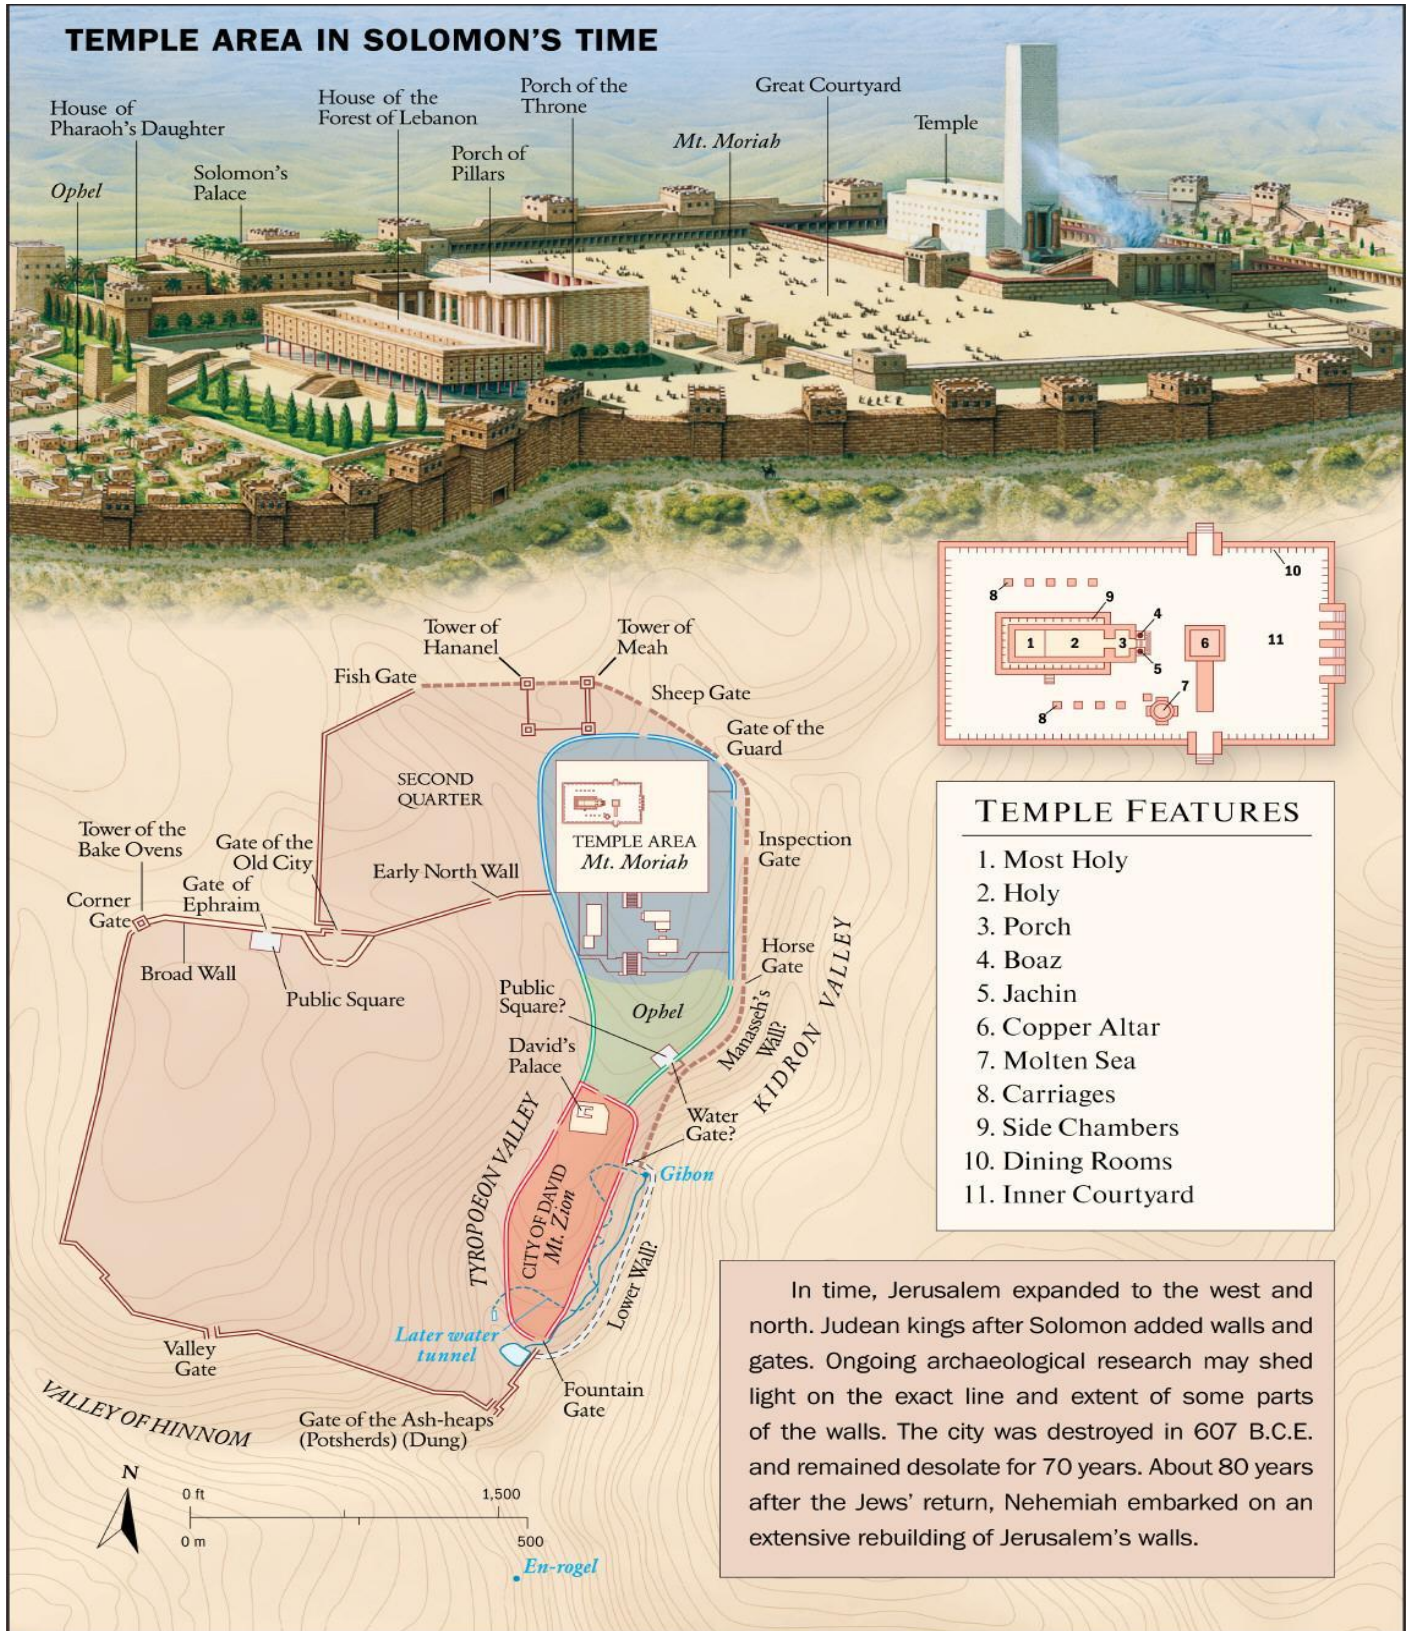 TEMPLE AREA IN SOLOMON'S TIME
House of
Pharaoh's Daughter
Ophel
Solomon's
Palace
House of the
Forest of Lebanon
Porch of
Pillars
Porch of the
Throne
Mt. Moriah
Great Courtyard
Temple
10
8
9
4
1
2
3
6
11
5
7
8
Tower of
Hananel
Tower of
Meah
Fish Gate
Sheep Gate
Gate of the
Guard
SECOND
QUARTER
TEMPLE AREA
Mt. Moriah
Inspection
Gate
Tower of the
Bake Ovens
Gate of the
Old City
Early North Wall
Gate of
Ephraim
Corner
Gate
Broad Wall
Public Square
Horse
Gate
Public
Square?
Ophel
Manasseh's
Wall?
KIDRON VALLEY
David's
Palace
Water
Gate?
TYROPOEON VALLEY
Gihon
CITY OF DAVID
Mt. Zion
Lower Wall?
Later water
tunnel
Valley
Gate
Fountain
Gate
VALLEY OF HINNOM
Gate of the Ash-heaps
(Potsherds) (Dung)
N
0 ft
1,500
0 m
500
En-rogel
TEMPLE FEATURES
1. Most Holy
2. Holy
3. Porch
4. Boaz
5. Jachin
6. Copper Altar
7. Molten Sea
8. Carriages
9. Side Chambers
10. Dining Rooms
11. Inner Courtyard
In time, Jerusalem expanded to the west and
north. Judean kings after Solomon added walls and
gates. Ongoing archaeological research may shed
light on the exact line and extent of some parts
of the walls. The city was destroyed in 607 B.C.E.
and remained desolate for 70 years. About 80 years
after the Jews' return, Nehemiah embarked on an
extensive rebuilding of Jerusalem's walls.